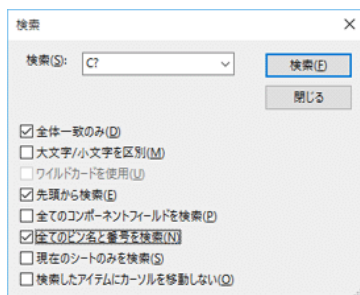 検索
検索(S): C?
検索(F)
閉じる
全体一致のみ(D)
大文字/小文字を区別(M)
ワイルドカードを使用(U)
先頭から検索(E)
全てのコンポーネントフィールドを検索(P)
全てのピン名と番号を検索(N)
現在のシートのみを検索(S)
検索したアイテムにカーソルを移動しない(O)